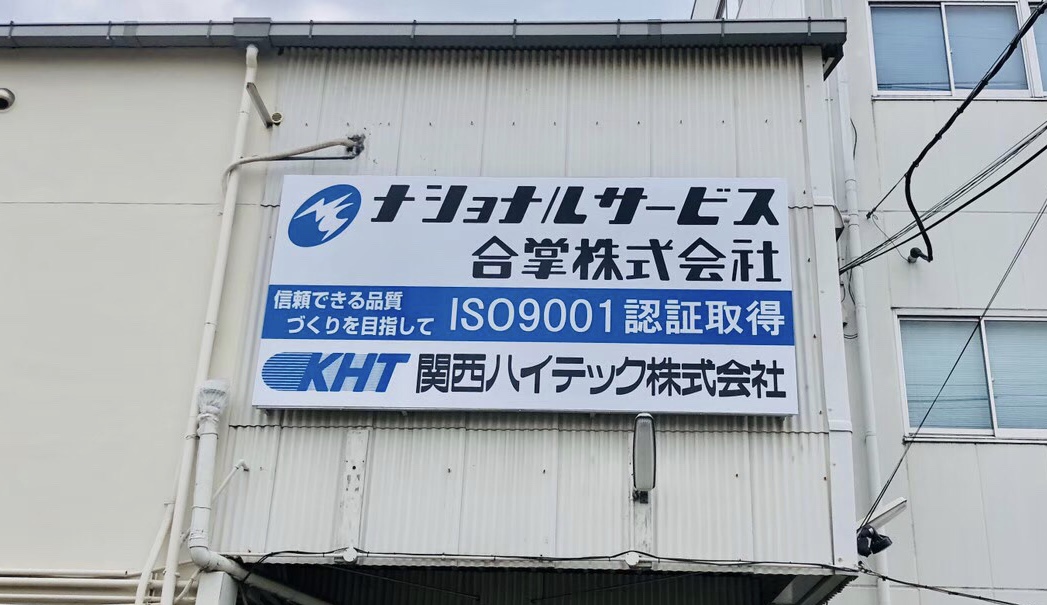 ナショナルサービス
合掌株式会社
信頼できる品質
づくりを目指して
ISO9001認証取得
KHT 関西ハイテック株式会社